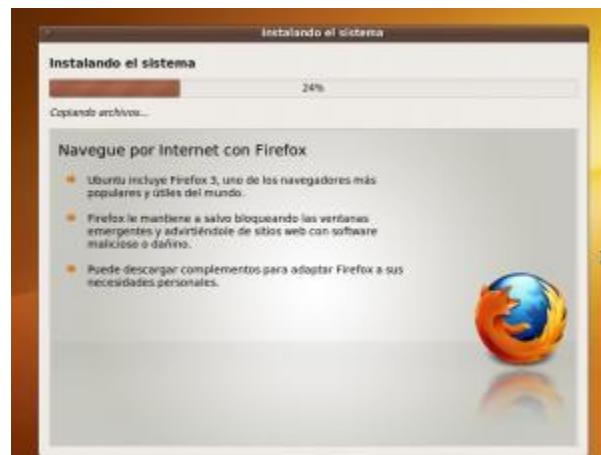 Instalando el sistema
Instalando el sistema
24%
Copiando archivos...
Navegue por Internet con Firefox
Ubuntu incluye Firefox 3, uno de los navegadores más
populares y útiles del mundo.
Firefox le mantiene a salvo bloqueando las ventanas
emergentes y advirtiéndole de sitios web con software
malicioso o dañino.
Puede descargar complementos para adaptar Firefox a sus
necesidades personales.